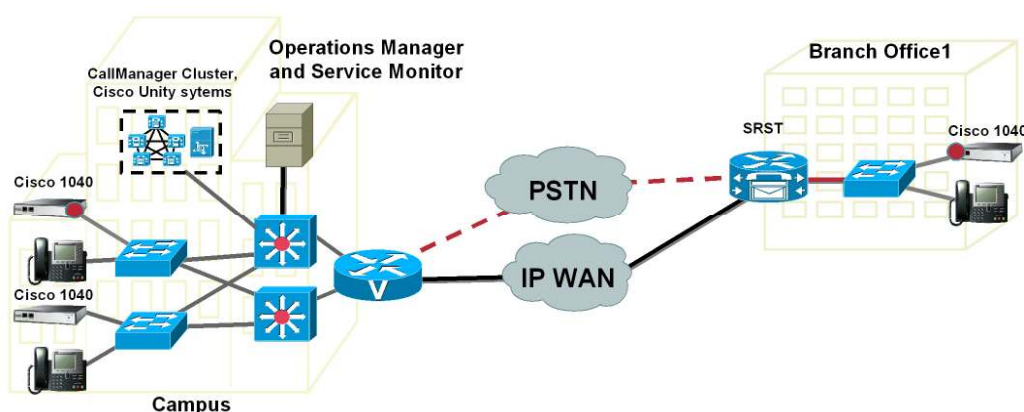 Operations Manager
and Service Monitor
CallManager Cluster,
Cisco Unity sytems
Branch Office1
SRST
Cisco 1040
Cisco 1040
PSTN
IP WAN
V
Cisco 1040
Campus